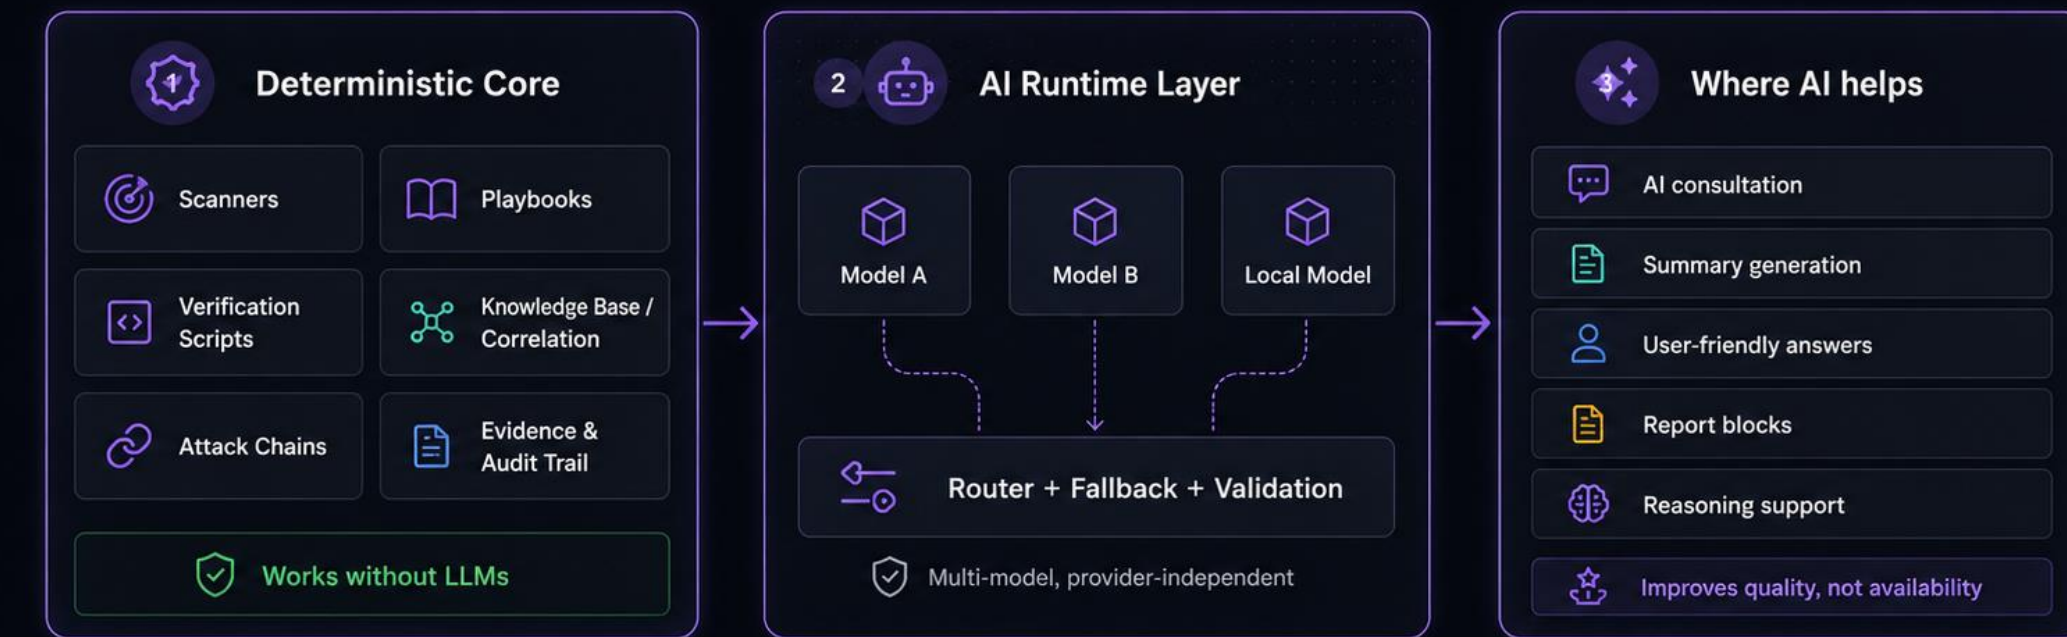 1
Deterministic Core
Scanners
Playbooks
Verification
Scripts
Knowledge Base /
Correlation
Attack Chains
Evidence &
Audit Trail
Works without LLMs
2
AI Runtime Layer
Model A
Model B
Local Model
Router + Fallback + Validation
Multi-model, provider-independent
3
Where AI helps
AI consultation
Summary generation
User-friendly answers
Report blocks
Reasoning support
Improves quality, not availability